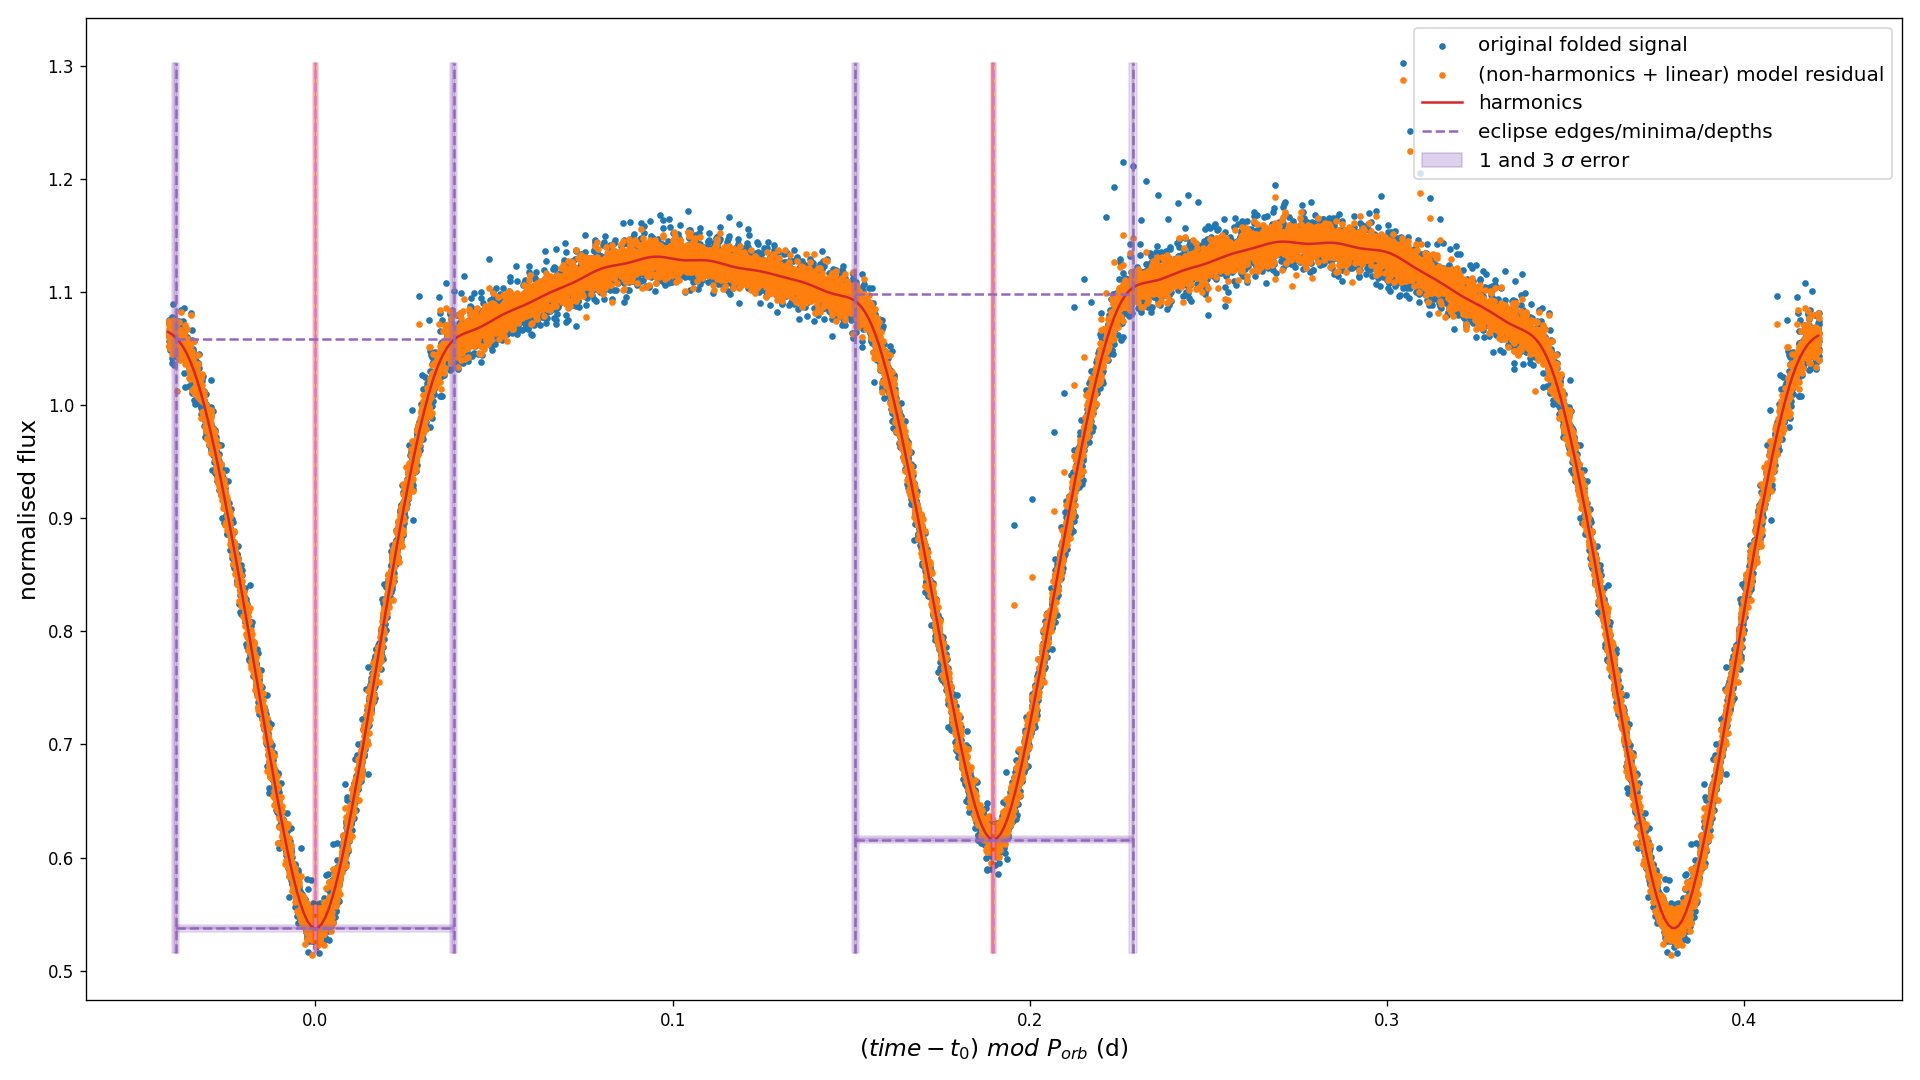 original folded signal
(non-harmonics + linear) model residual
harmonics
eclipse edges/minima/depths
1 and 3 σ error
normalised flux
1.3
1.2
1.1
1.0
0.9
0.8
0.7
0.6
0.5
0.0 0.1 0.2 0.3 0.4
(time − t₀) mod Pₒᵣb (d)